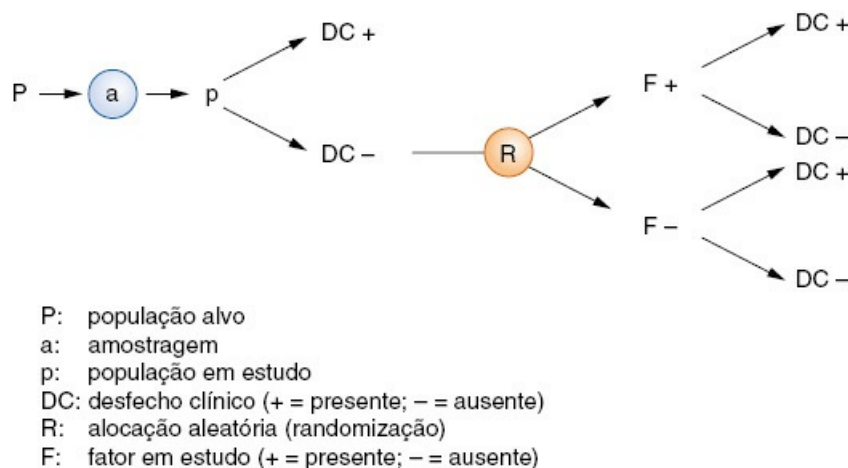 DC +
DC +
P
a
p
F +
DC –
DC –
R
DC +
F –
DC –
P: população alvo
a: amostragem
p: população em estudo
DC: desfecho clínico (+ = presente; – = ausente)
R: alocação aleatória (randomização)
F: fator em estudo (+ = presente; – = ausente)